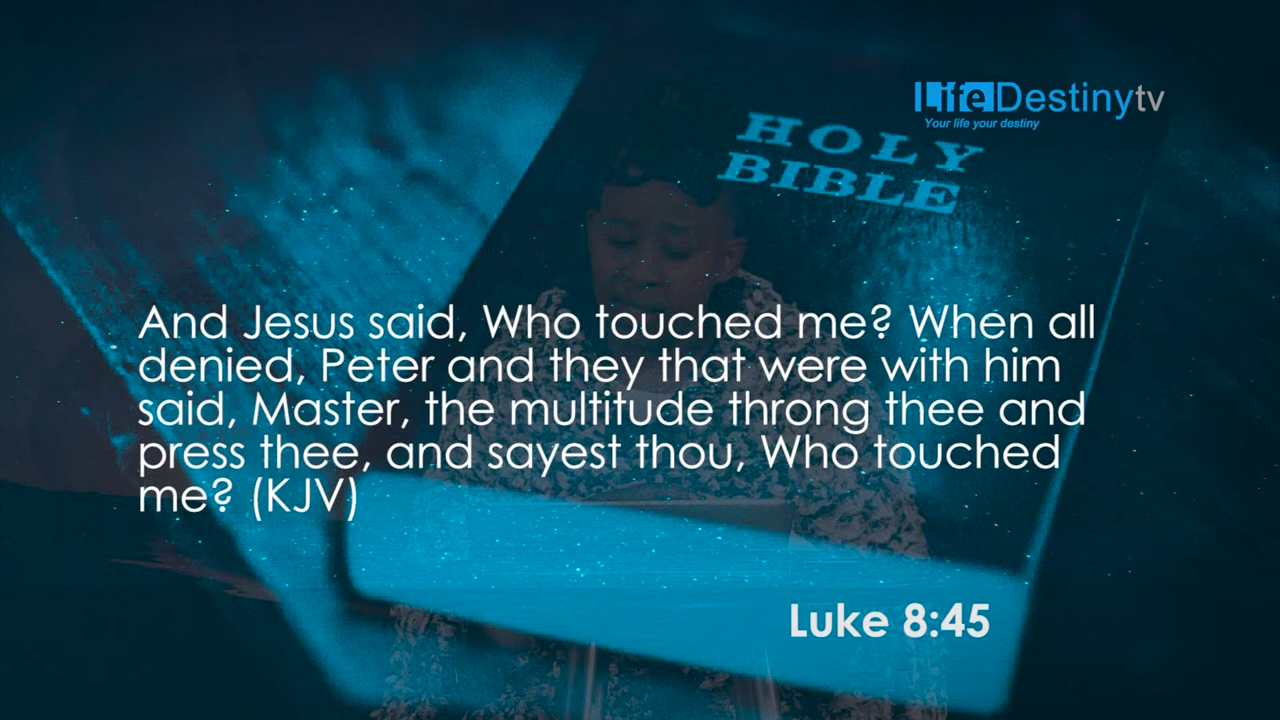 LifeDestinytv
Your life your destiny
HOLY
BIBLE
And Jesus said, Who touched me? When all
denied, Peter and they that were with him
said, Master, the multitude throng thee and
press thee, and sayest thou, Who touched
me? (KJV)
Luke 8:45